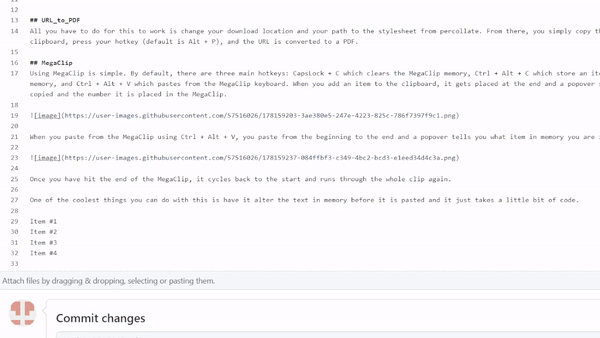 12
13 ## URL_to_PDF
14 All you have to do for this to work is change your download location and your path to the stylesheet from percollate. From there, you simply copy th
clipboard, press your hotkey (default is Alt + P), and the URL is converted to a PDF.
15
16 ## MegaClip
17 Using MegaClip is simple. By default, there are three main hotkeys: CapsLock + C which clears the MegaClip memory, Ctrl + Alt + C which store an ite
memory, and Ctrl + Alt + V which pastes from the MegaClip keyboard. When you add an item to the clipboard, it gets placed at the end and a popover s
copied and the number it is placed in the MegaClip.
18
19 ![image](https://user-images.githubusercontent.com/57516026/178159203-3ae380e5-247e-4223-825c-786f7397f9c1.png)
20
21 When you paste from the MegaClip using Ctrl + Alt + V, you paste from the beginning to the end and a popover tells you what item in memory you are
22
23 ![image](https://user-images.githubusercontent.com/57516026/178159237-084ffbf3-c349-4bc2-bcd3-e1eed34d4c3a.png)
24
25 Once you have hit the end of the MegaClip, it cycles back to the start and runs through the whole clip again.
26
27 One of the coolest things you can do with this is have it alter the text in memory before it is pasted and it just takes a little bit of code.
28
29 Item #1
30 Item #2
31 Item #3
32 Item #4
33
Attach files by dragging & dropping, selecting or pasting them.
Commit changes